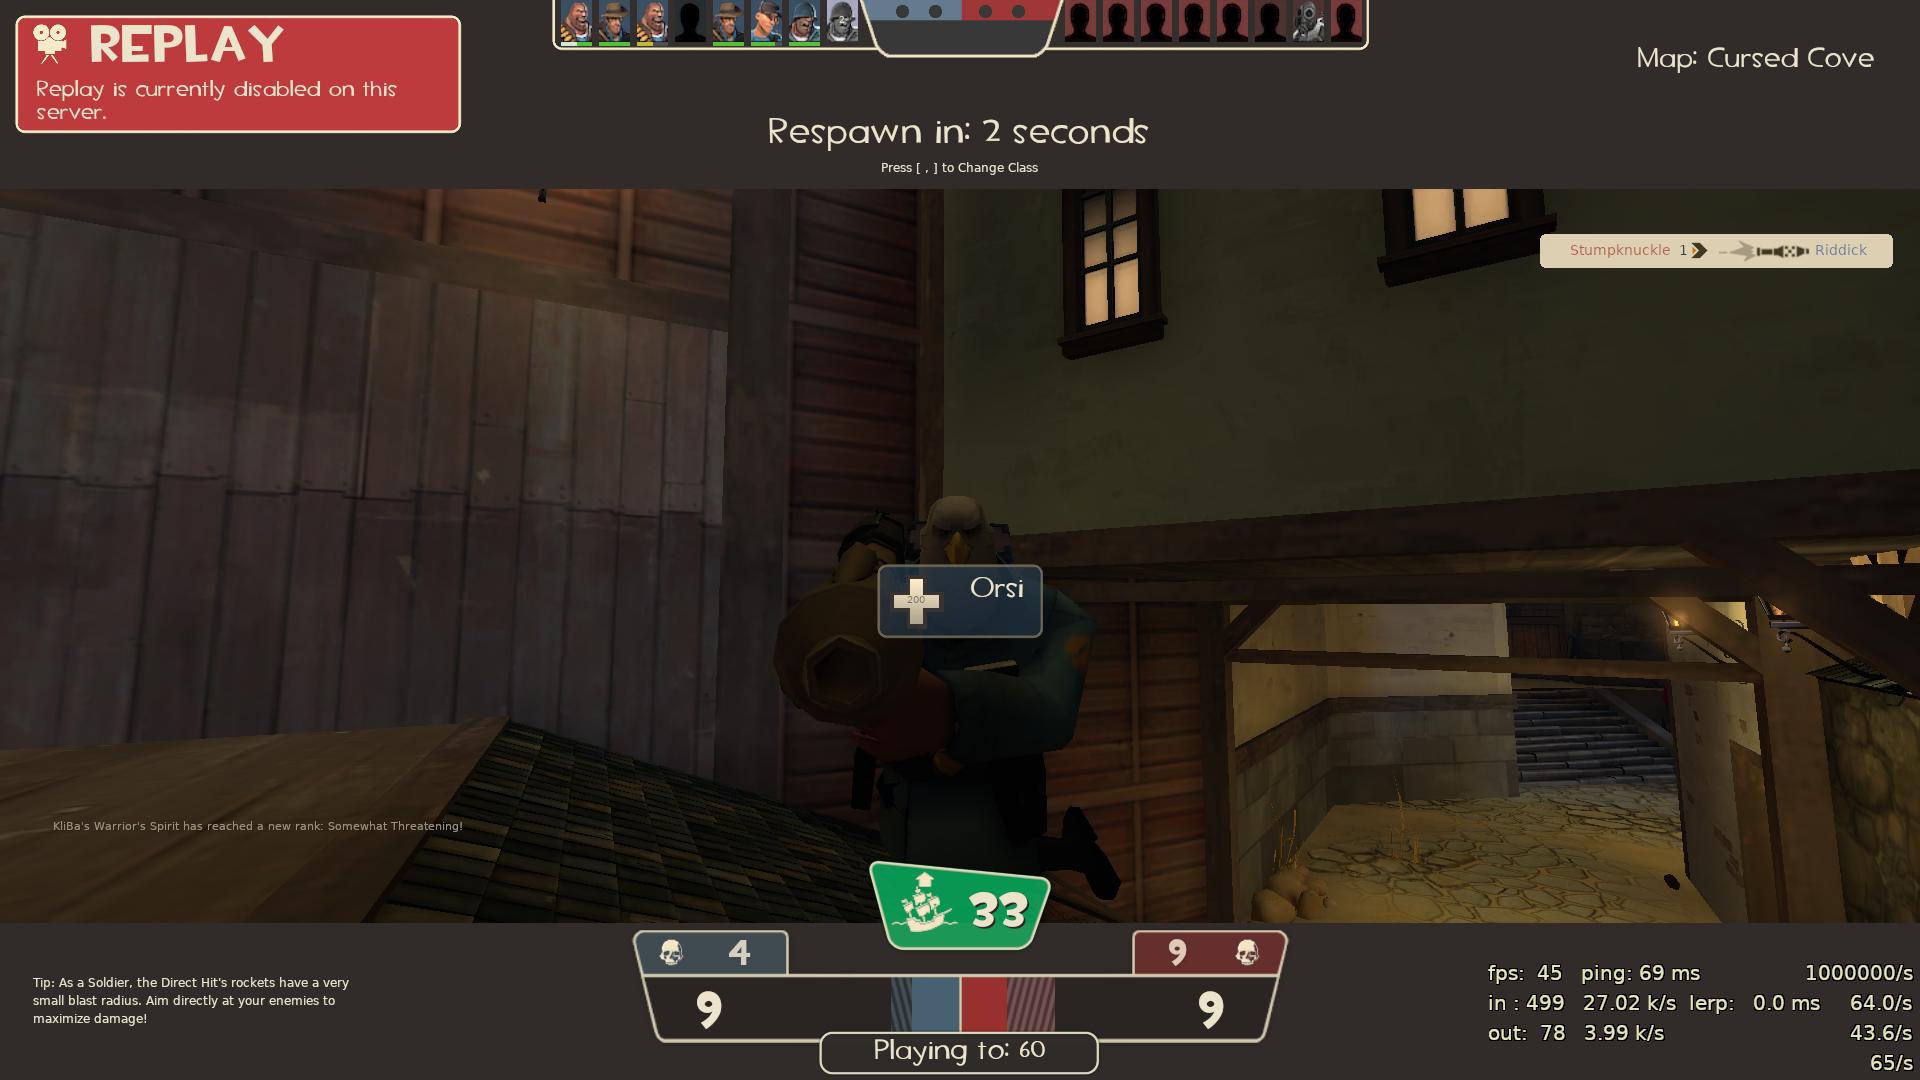 REPLAY
Replay is currently disabled on this
server.
2
Map: Cursed Cove
Respawn in: 2 seconds
Press [ , ] to Change Class
Stumpknuckle 1 Riddick
Orsi
200
KliBa's Warrior's Spirit has reached a new rank: Somewhat Threatening!
33
4
9
9
9
Playing to: 60
Tip: As a Soldier, the Direct Hit's rockets have a very
small blast radius. Aim directly at your enemies to
maximize damage!
fps: 45 ping: 69 ms 1000000/s
in : 499 27.02 k/s lerp: 0.0 ms 64.0/s
out: 78 3.99 k/s 43.6/s
65/s